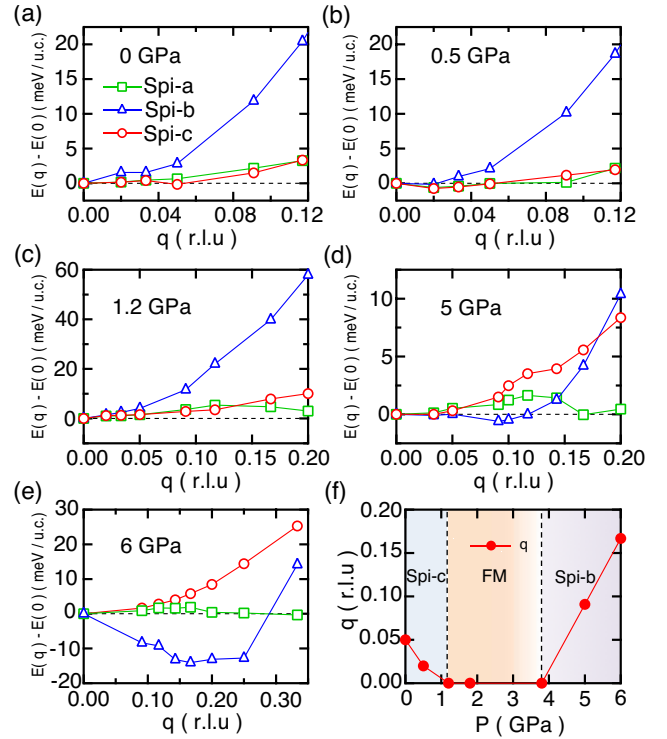 (a)
0 GPa
Spi-a
Spi-b
Spi-c
E(q) - E(0) ( meV / u.c.)
20
15
10
5
0
0.00 0.04 0.08 0.12
q ( r.l.u )
(b)
0.5 GPa
E(q) - E(0) ( meV / u.c.)
20
15
10
5
0
0.00 0.04 0.08 0.12
q ( r.l.u )
(c)
1.2 GPa
E(q) - E(0) ( meV / u.c.)
60
40
20
0
0.00 0.05 0.10 0.15 0.20
q ( r.l.u )
(d)
5 GPa
E(q) - E(0) ( meV / u.c.)
10
5
0
0.00 0.05 0.10 0.15 0.20
q ( r.l.u )
(e)
6 GPa
E(q) - E(0) ( meV / u.c.)
30
20
10
0
-10
-20
0.00 0.10 0.20 0.30
q ( r.l.u )
(f)
q
Spi-c FM Spi-b
q ( r.l.u )
0.20
0.15
0.10
0.05
0.00
0 1 2 3 4 5 6
P ( GPa )